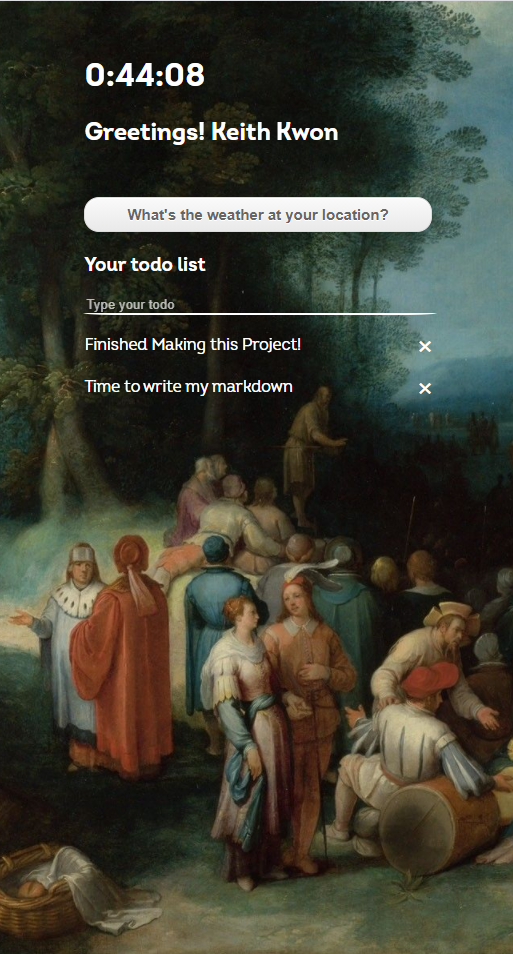 0:44:08
Greetings! Keith Kwon
What's the weather at your location?
Your todo list
Type your todo
Finished Making this Project!
✕
Time to write my markdown
✕